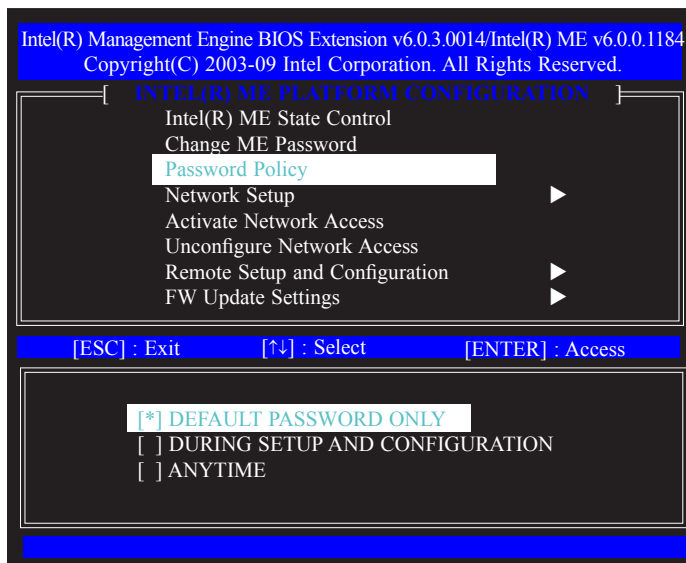 Intel(R) Management Engine BIOS Extension v6.0.3.0014/Intel(R) ME v6.0.0.1184
Copyright(C) 2003-09 Intel Corporation. All Rights Reserved.
[ INTEL(R) ME PLATFORM CONFIGURATION ]
Intel(R) ME State Control
Change ME Password
Password Policy
Network Setup ▶
Activate Network Access
Unconfigure Network Access
Remote Setup and Configuration ▶
FW Update Settings ▶
[ESC] : Exit [↑↓] : Select [ENTER] : Access
[*] DEFAULT PASSWORD ONLY
[ ] DURING SETUP AND CONFIGURATION
[ ] ANYTIME